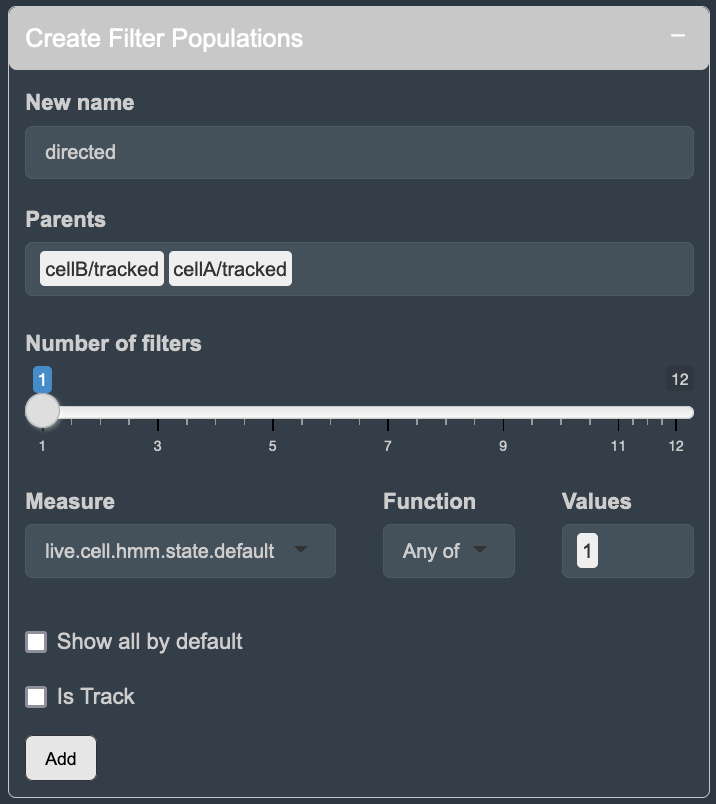 Create Filter Populations −
New name
directed
Parents
cellB/tracked cellA/tracked
Number of filters
1 12
1 3 5 7 9 11 12
Measure Function Values
live.cell.hmm.state.default Any of 1
Show all by default
Is Track
Add